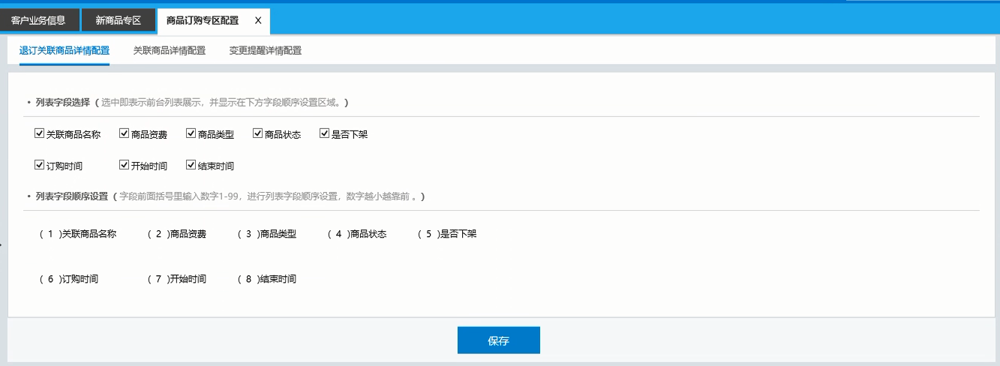 客户业务信息 新商品专区 商品订购专区配置 X
退订关联商品详情配置 关联商品详情配置 变更提醒详情配置
• 列表字段选择 ( 选中即表示前台列表展示，并显示在下方字段顺序设置区域。)
关联商品名称 商品资费 商品类型 商品状态 是否下架
订购时间 开始时间 结束时间
• 列表字段顺序设置 ( 字段前面括号里输入数字1-99，进行列表字段顺序设置，数字越小越靠前 。)
( 1 )关联商品名称 ( 2 )商品资费 ( 3 )商品类型 ( 4 )商品状态 ( 5 )是否下架
( 6 )订购时间 ( 7 )开始时间 ( 8 )结束时间
保存